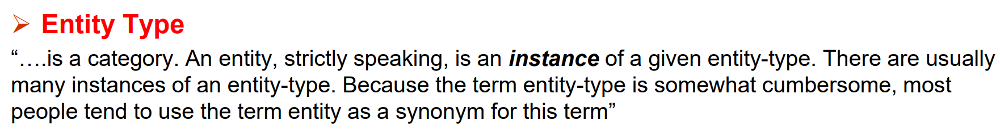 ➢ Entity Type
“….is a category. An entity, strictly speaking, is an instance of a given entity-type. There are usually
many instances of an entity-type. Because the term entity-type is somewhat cumbersome, most
people tend to use the term entity as a synonym for this term”